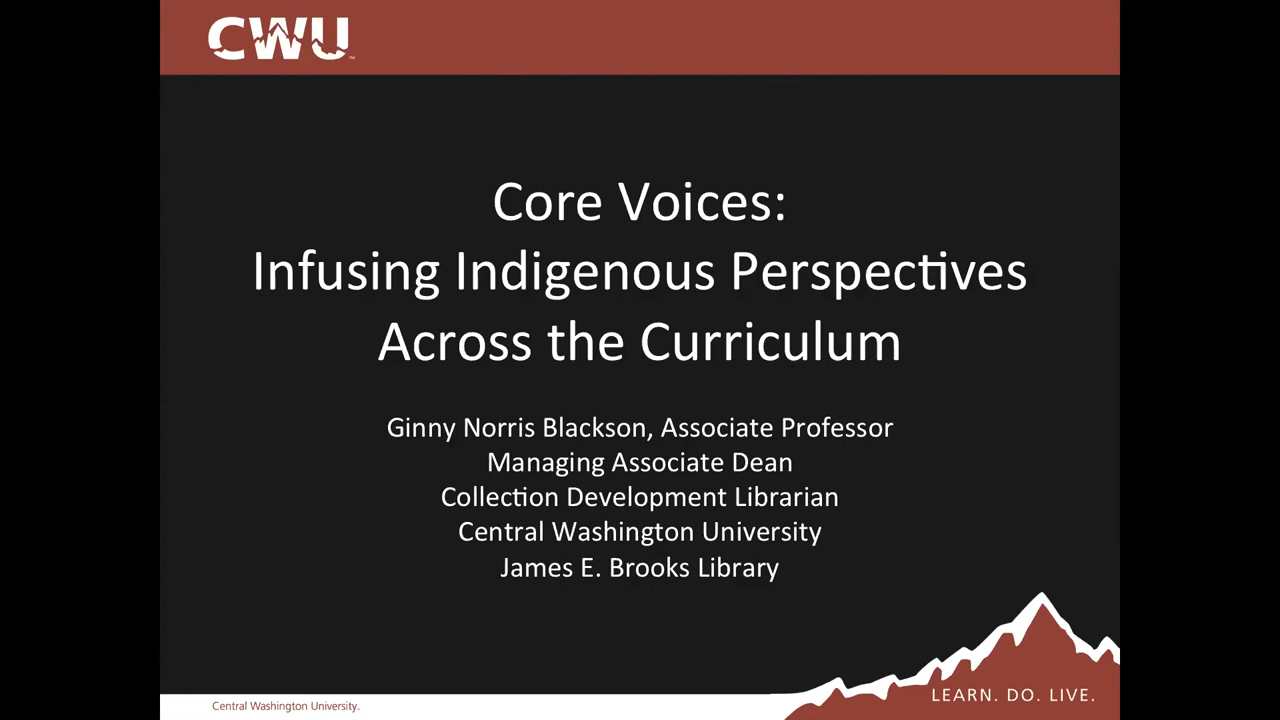 CWU™
Core Voices:
Infusing Indigenous Perspectives
Across the Curriculum
Ginny Norris Blackson, Associate Professor
Managing Associate Dean
Collection Development Librarian
Central Washington University
James E. Brooks Library
LEARN. DO. LIVE.
Central Washington University.